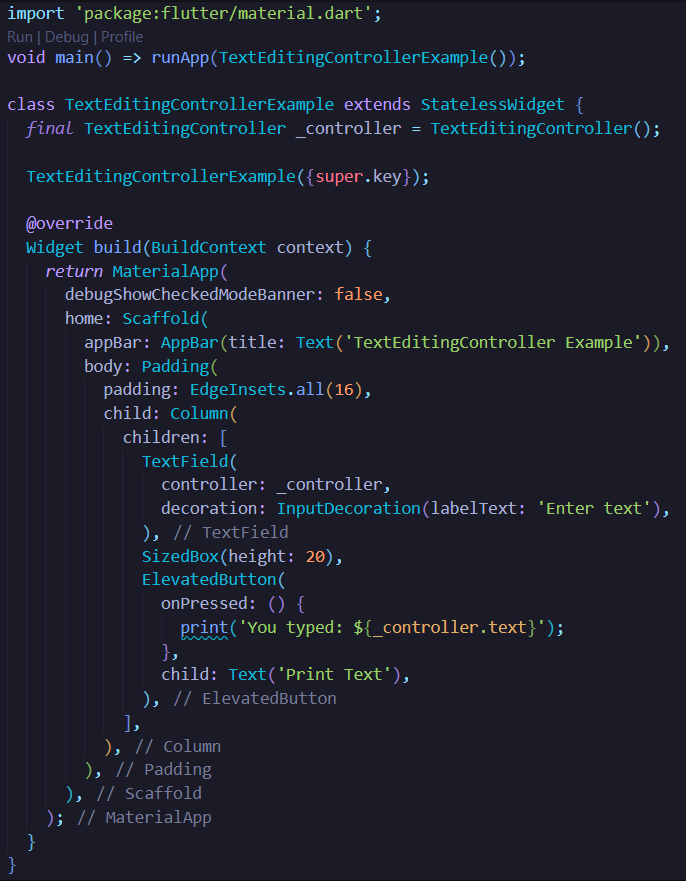 import 'package:flutter/material.dart';
Run | Debug | Profile
void main() => runApp(TextEditingControllerExample());

class TextEditingControllerExample extends StatelessWidget {
  final TextEditingController _controller = TextEditingController();

  TextEditingControllerExample({super.key});

  @override
  Widget build(BuildContext context) {
    return MaterialApp(
      debugShowCheckedModeBanner: false,
      home: Scaffold(
        appBar: AppBar(title: Text('TextEditingController Example')),
        body: Padding(
          padding: EdgeInsets.all(16),
          child: Column(
            children: [
              TextField(
                controller: _controller,
                decoration: InputDecoration(labelText: 'Enter text'),
              ), // TextField
              SizedBox(height: 20),
              ElevatedButton(
                onPressed: () {
                  print('You typed: ${_controller.text}');
                },
                child: Text('Print Text'),
              ), // ElevatedButton
            ],
          ), // Column
        ), // Padding
      ), // Scaffold
    ); // MaterialApp
  }
}